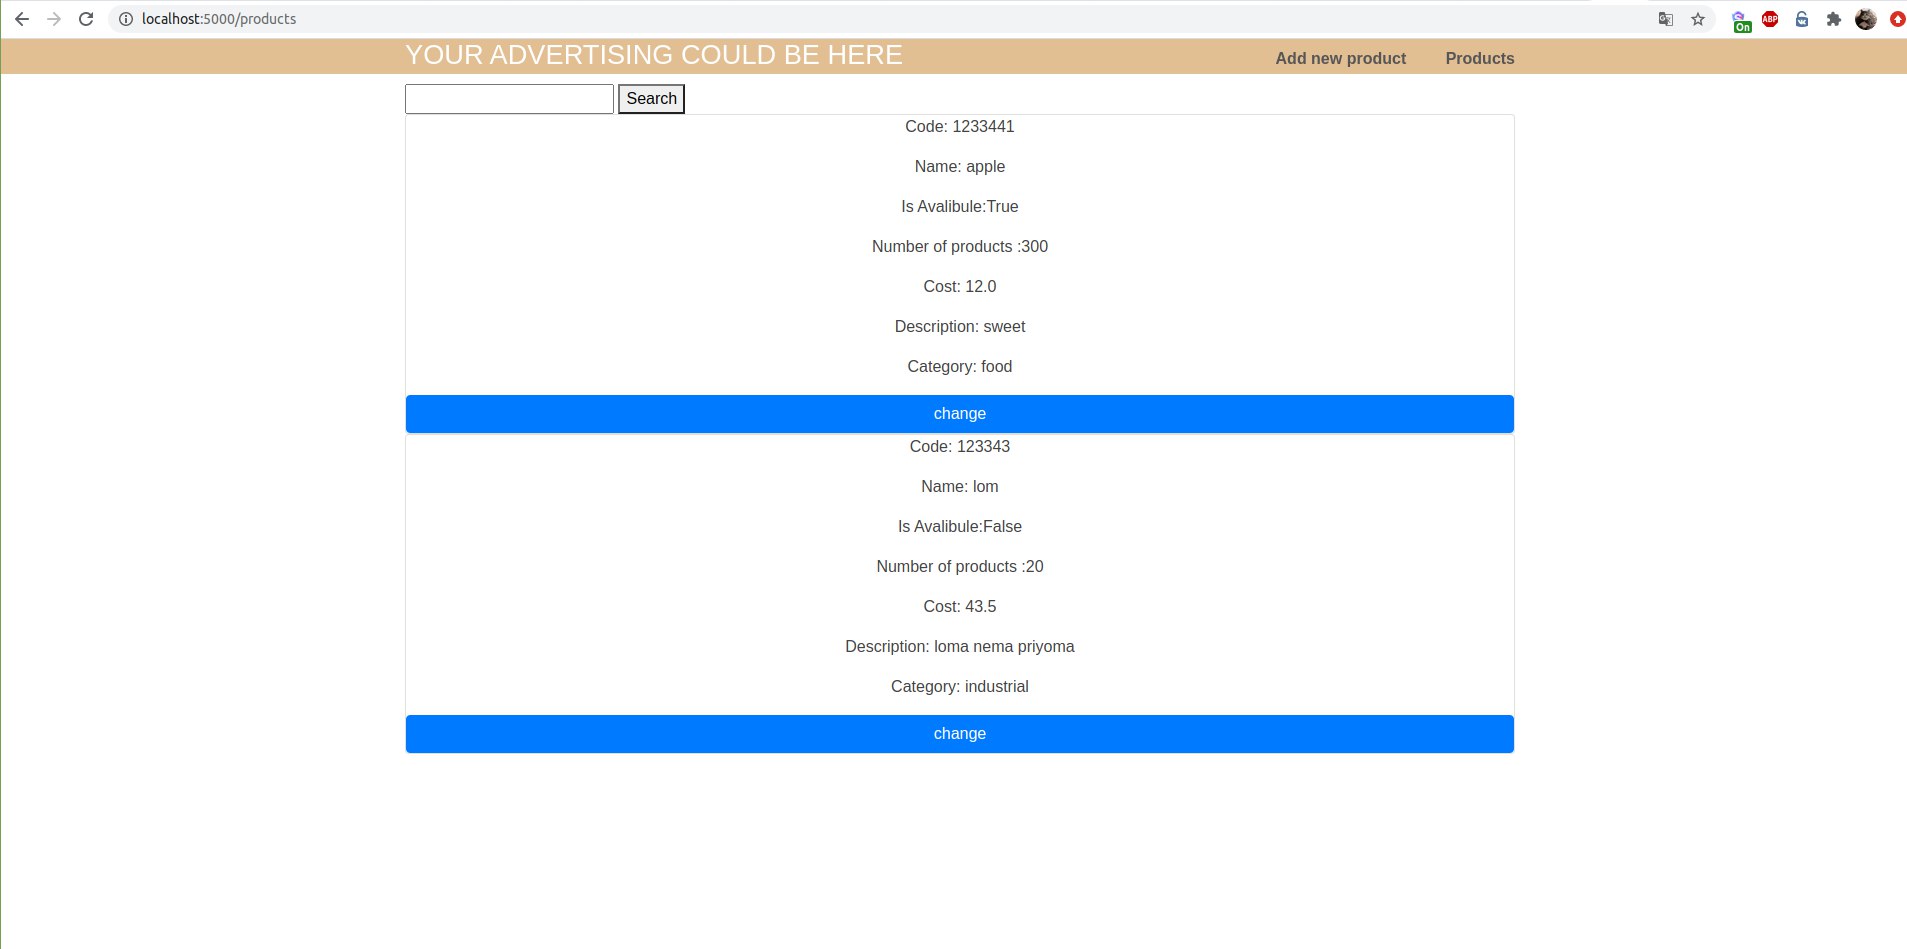 localhost:5000/products
On
ABP
YOUR ADVERTISING COULD BE HERE
Add new product
Products
Search
Code: 1233441
Name: apple
Is Avalibule:True
Number of products :300
Cost: 12.0
Description: sweet
Category: food
change
Code: 123343
Name: lom
Is Avalibule:False
Number of products :20
Cost: 43.5
Description: loma nema priyoma
Category: industrial
change